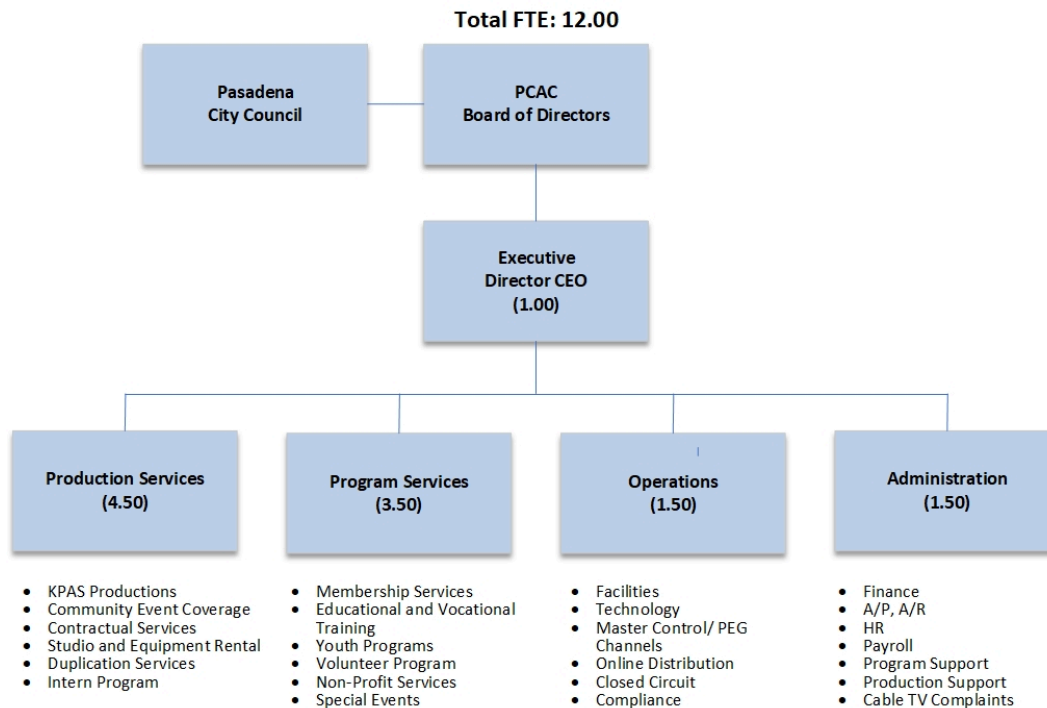 Total FTE: 12.00
Pasadena
City Council
PCAC
Board of Directors
Executive
Director CEO
(1.00)
Production Services
(4.50)
Program Services
(3.50)
Operations
(1.50)
Administration
(1.50)
• KPAS Productions
• Community Event Coverage
• Contractual Services
• Studio and Equipment Rental
• Duplication Services
• Intern Program
• Membership Services
• Educational and Vocational
Training
• Youth Programs
• Volunteer Program
• Non-Profit Services
• Special Events
• Facilities
• Technology
• Master Control/ PEG
Channels
• Online Distribution
• Closed Circuit
• Compliance
• Finance
• A/P, A/R
• HR
• Payroll
• Program Support
• Production Support
• Cable TV Complaints